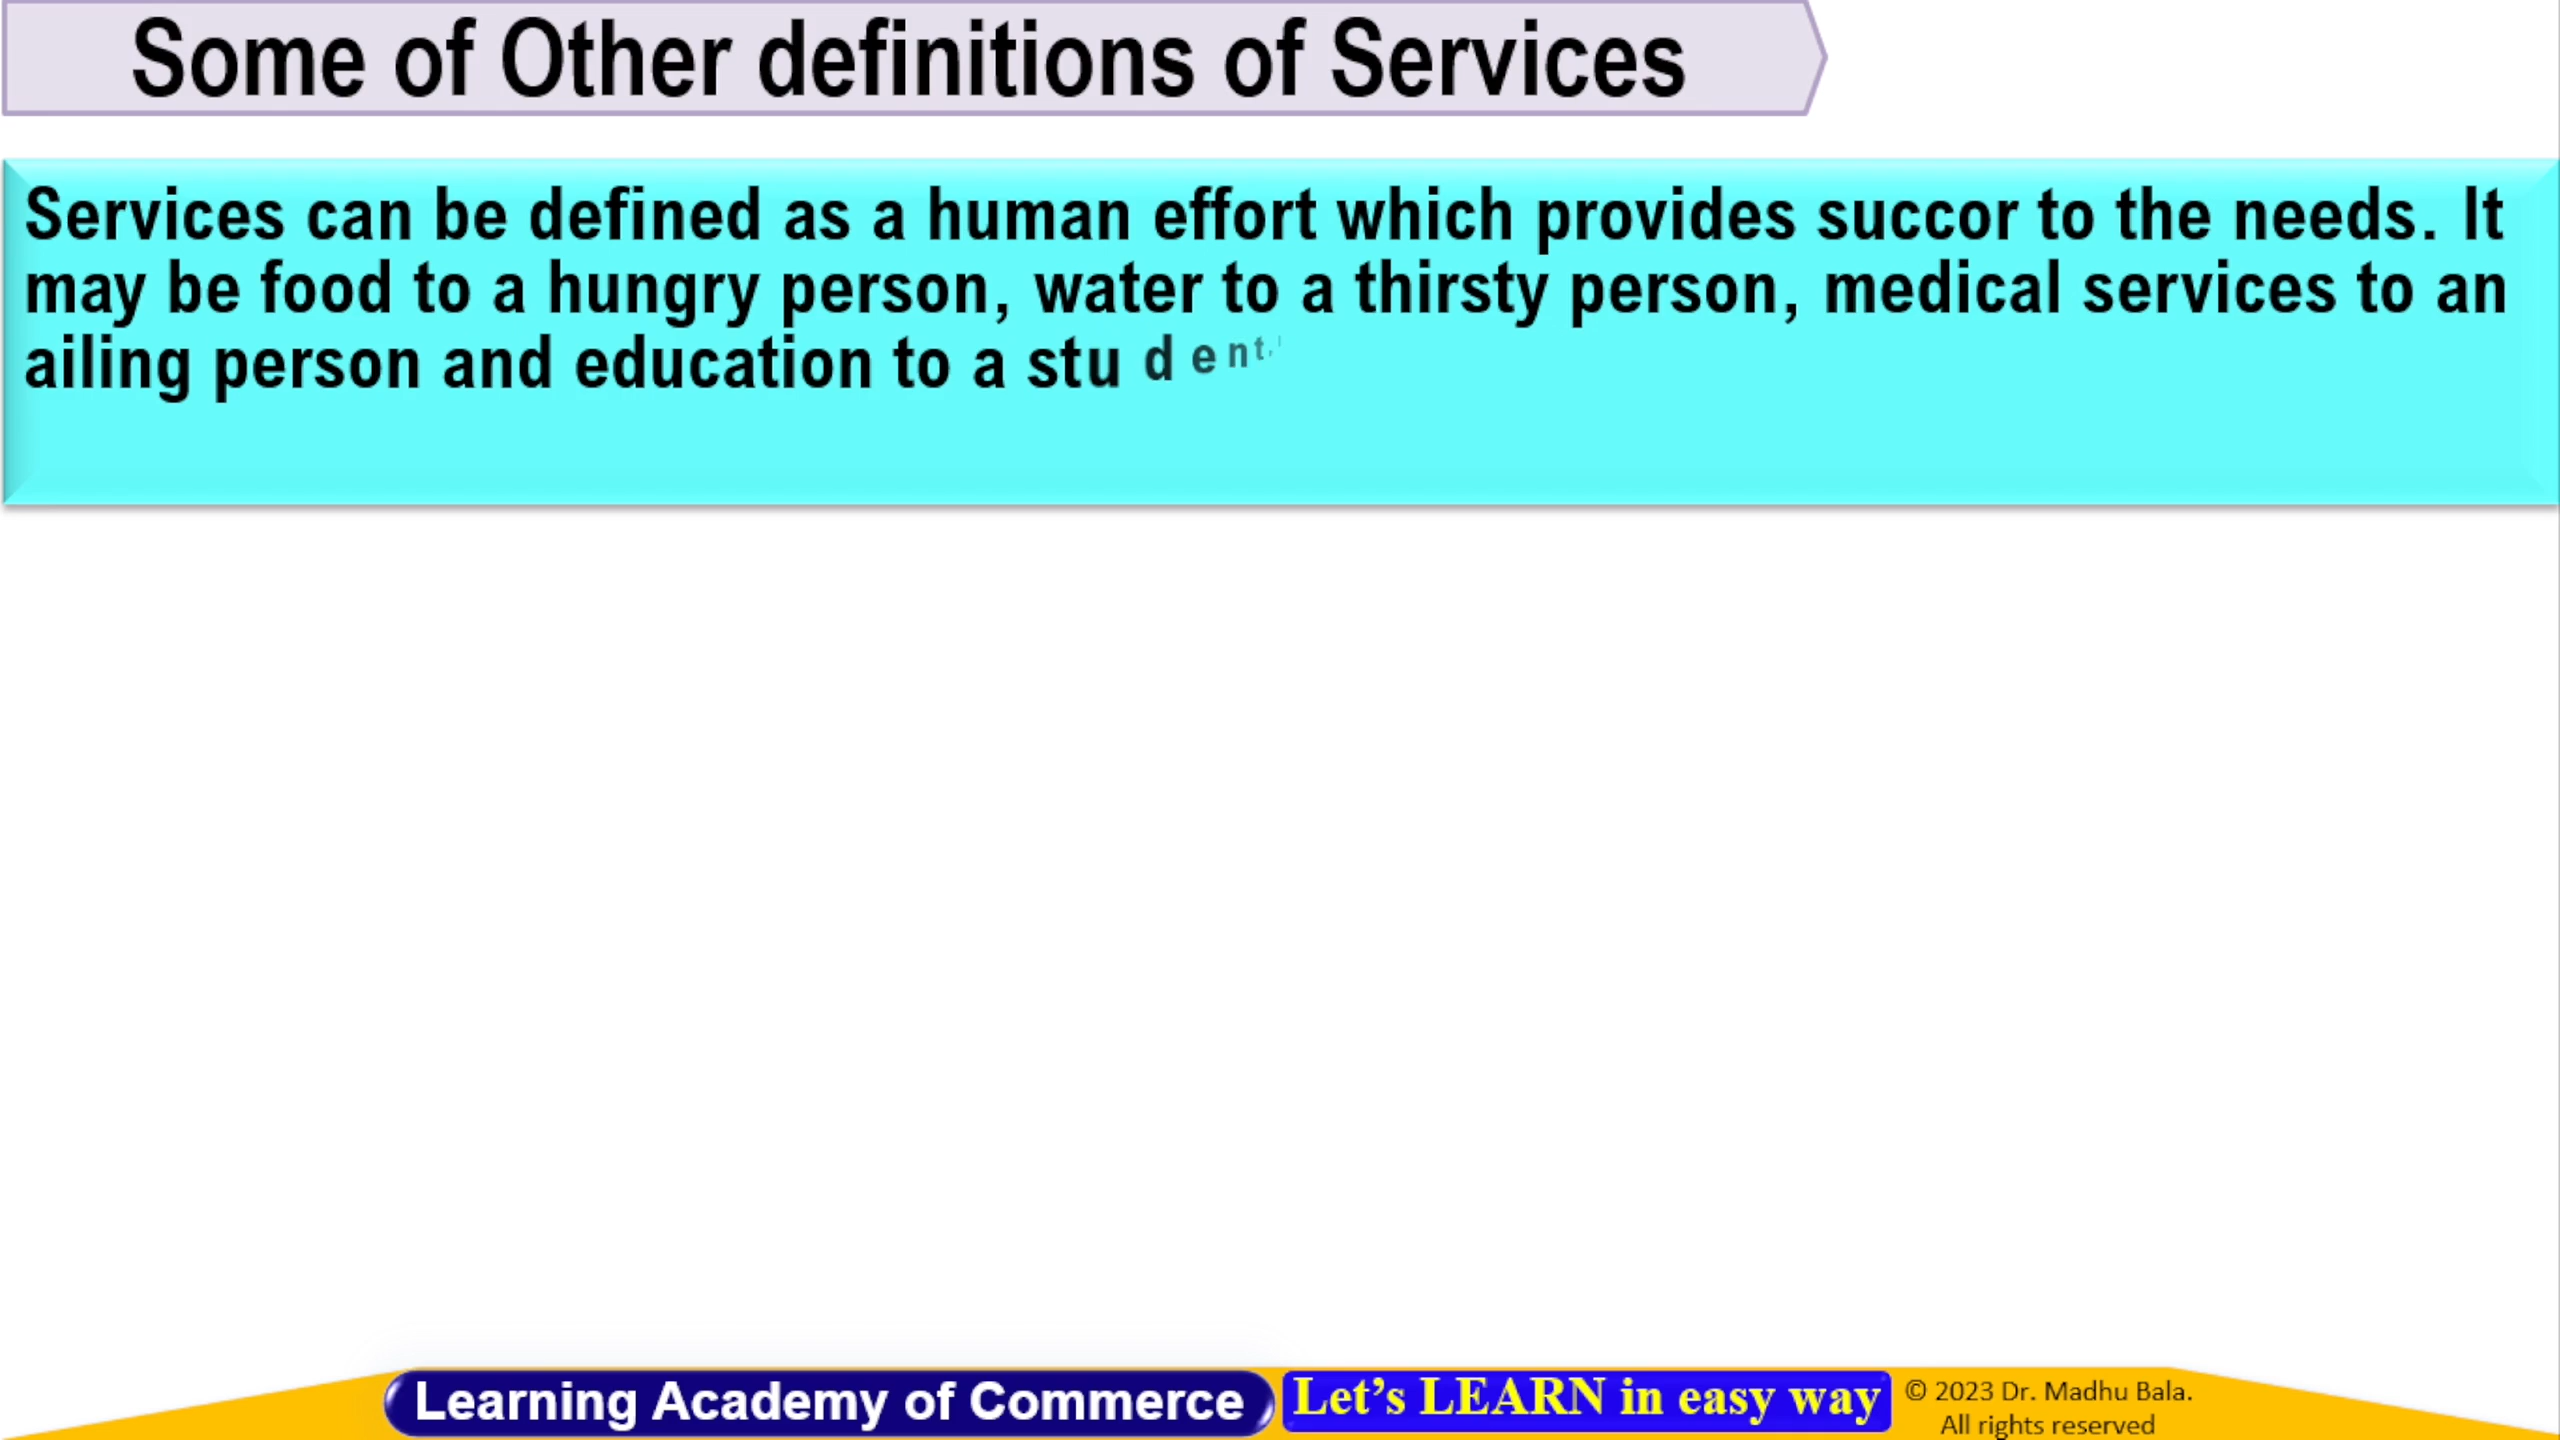 Some of Other definitions of Services
Services can be defined as a human effort which provides succor to the needs. It
may be food to a hungry person, water to a thirsty person, medical services to an
ailing person and education to a student.
Learning Academy of Commerce
Let’s LEARN in easy way
© 2023 Dr. Madhu Bala.
All rights reserved